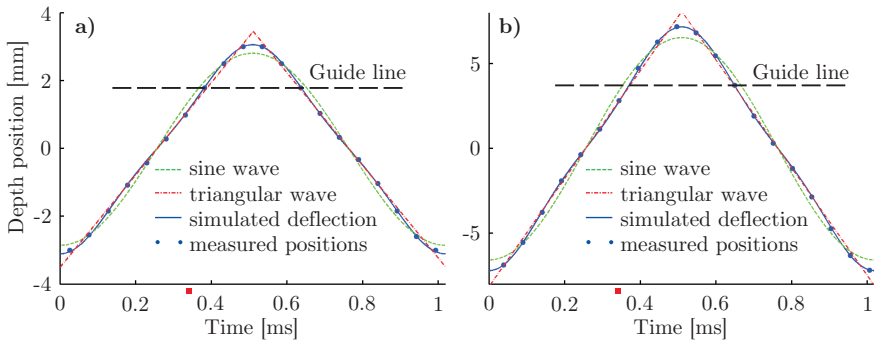 a)
4
2
0
-2
-4
Depth position [mm]
Guide line
sine wave
triangular wave
simulated deflection
measured positions
0 0.2 0.4 0.6 0.8 1
Time [ms]
b)
5
0
-5
Guide line
sine wave
triangular wave
simulated deflection
measured positions
0 0.2 0.4 0.6 0.8 1
Time [ms]